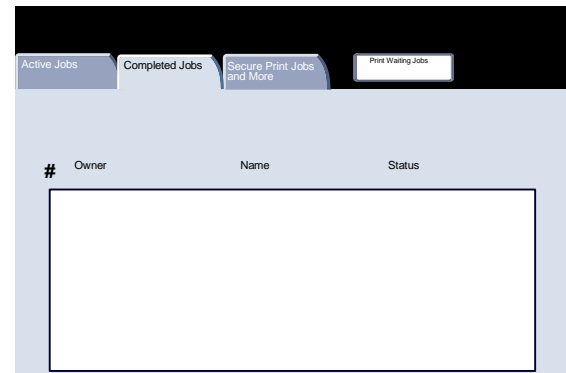 Active Jobs
Completed Jobs
Secure Print Jobs
and More
Print Waiting Jobs
# Owner Name Status